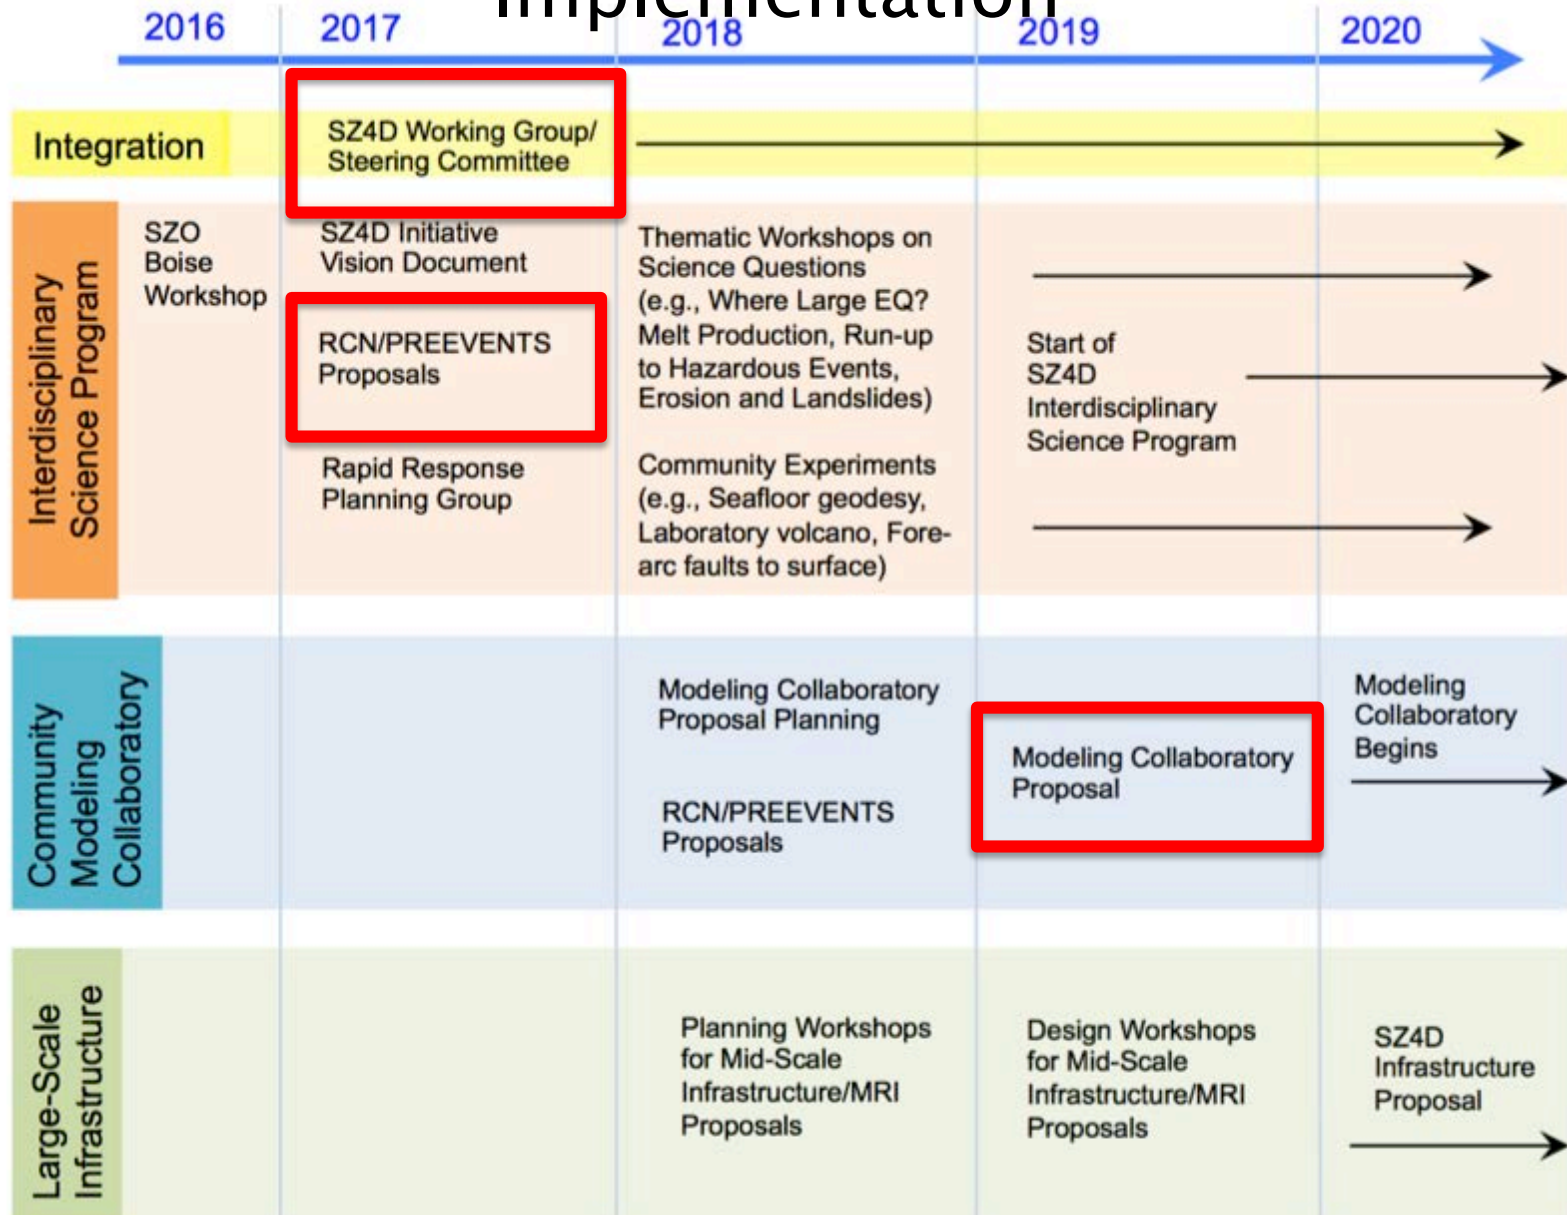 Implementation
2016
2017
2018
2019
2020
Integration
SZ4D Working Group/
Steering Committee
Interdisciplinary
Science Program
SZO
Boise
Workshop
SZ4D Initiative
Vision Document
RCN/PREEVENTS
Proposals
Rapid Response
Planning Group
Thematic Workshops on
Science Questions
(e.g., Where Large EQ?
Melt Production, Run-up
to Hazardous Events,
Erosion and Landslides)
Community Experiments
(e.g., Seafloor geodesy,
Laboratory volcano, Fore-
arc faults to surface)
Start of
SZ4D
Interdisciplinary
Science Program
Community
Modeling
Collaboratory
Modeling Collaboratory
Proposal Planning
RCN/PREEVENTS
Proposals
Modeling Collaboratory
Proposal
Modeling
Collaboratory
Begins
Large-Scale
Infrastructure
Planning Workshops
for Mid-Scale
Infrastructure/MRI
Proposals
Design Workshops
for Mid-Scale
Infrastructure/MRI
Proposals
SZ4D
Infrastructure
Proposal